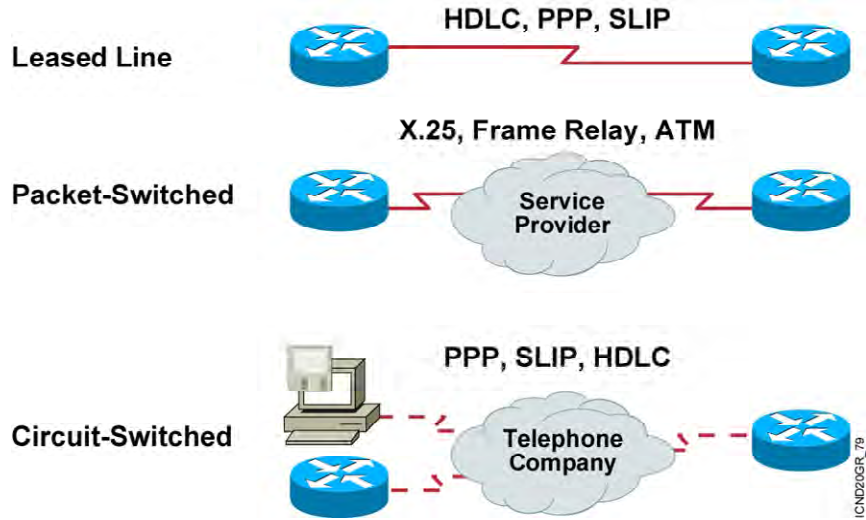 HDLC, PPP, SLIP
Leased Line
X.25, Frame Relay, ATM
Packet-Switched
Service
Provider
PPP, SLIP, HDLC
Circuit-Switched
Telephone
Company
ICND20GR_79